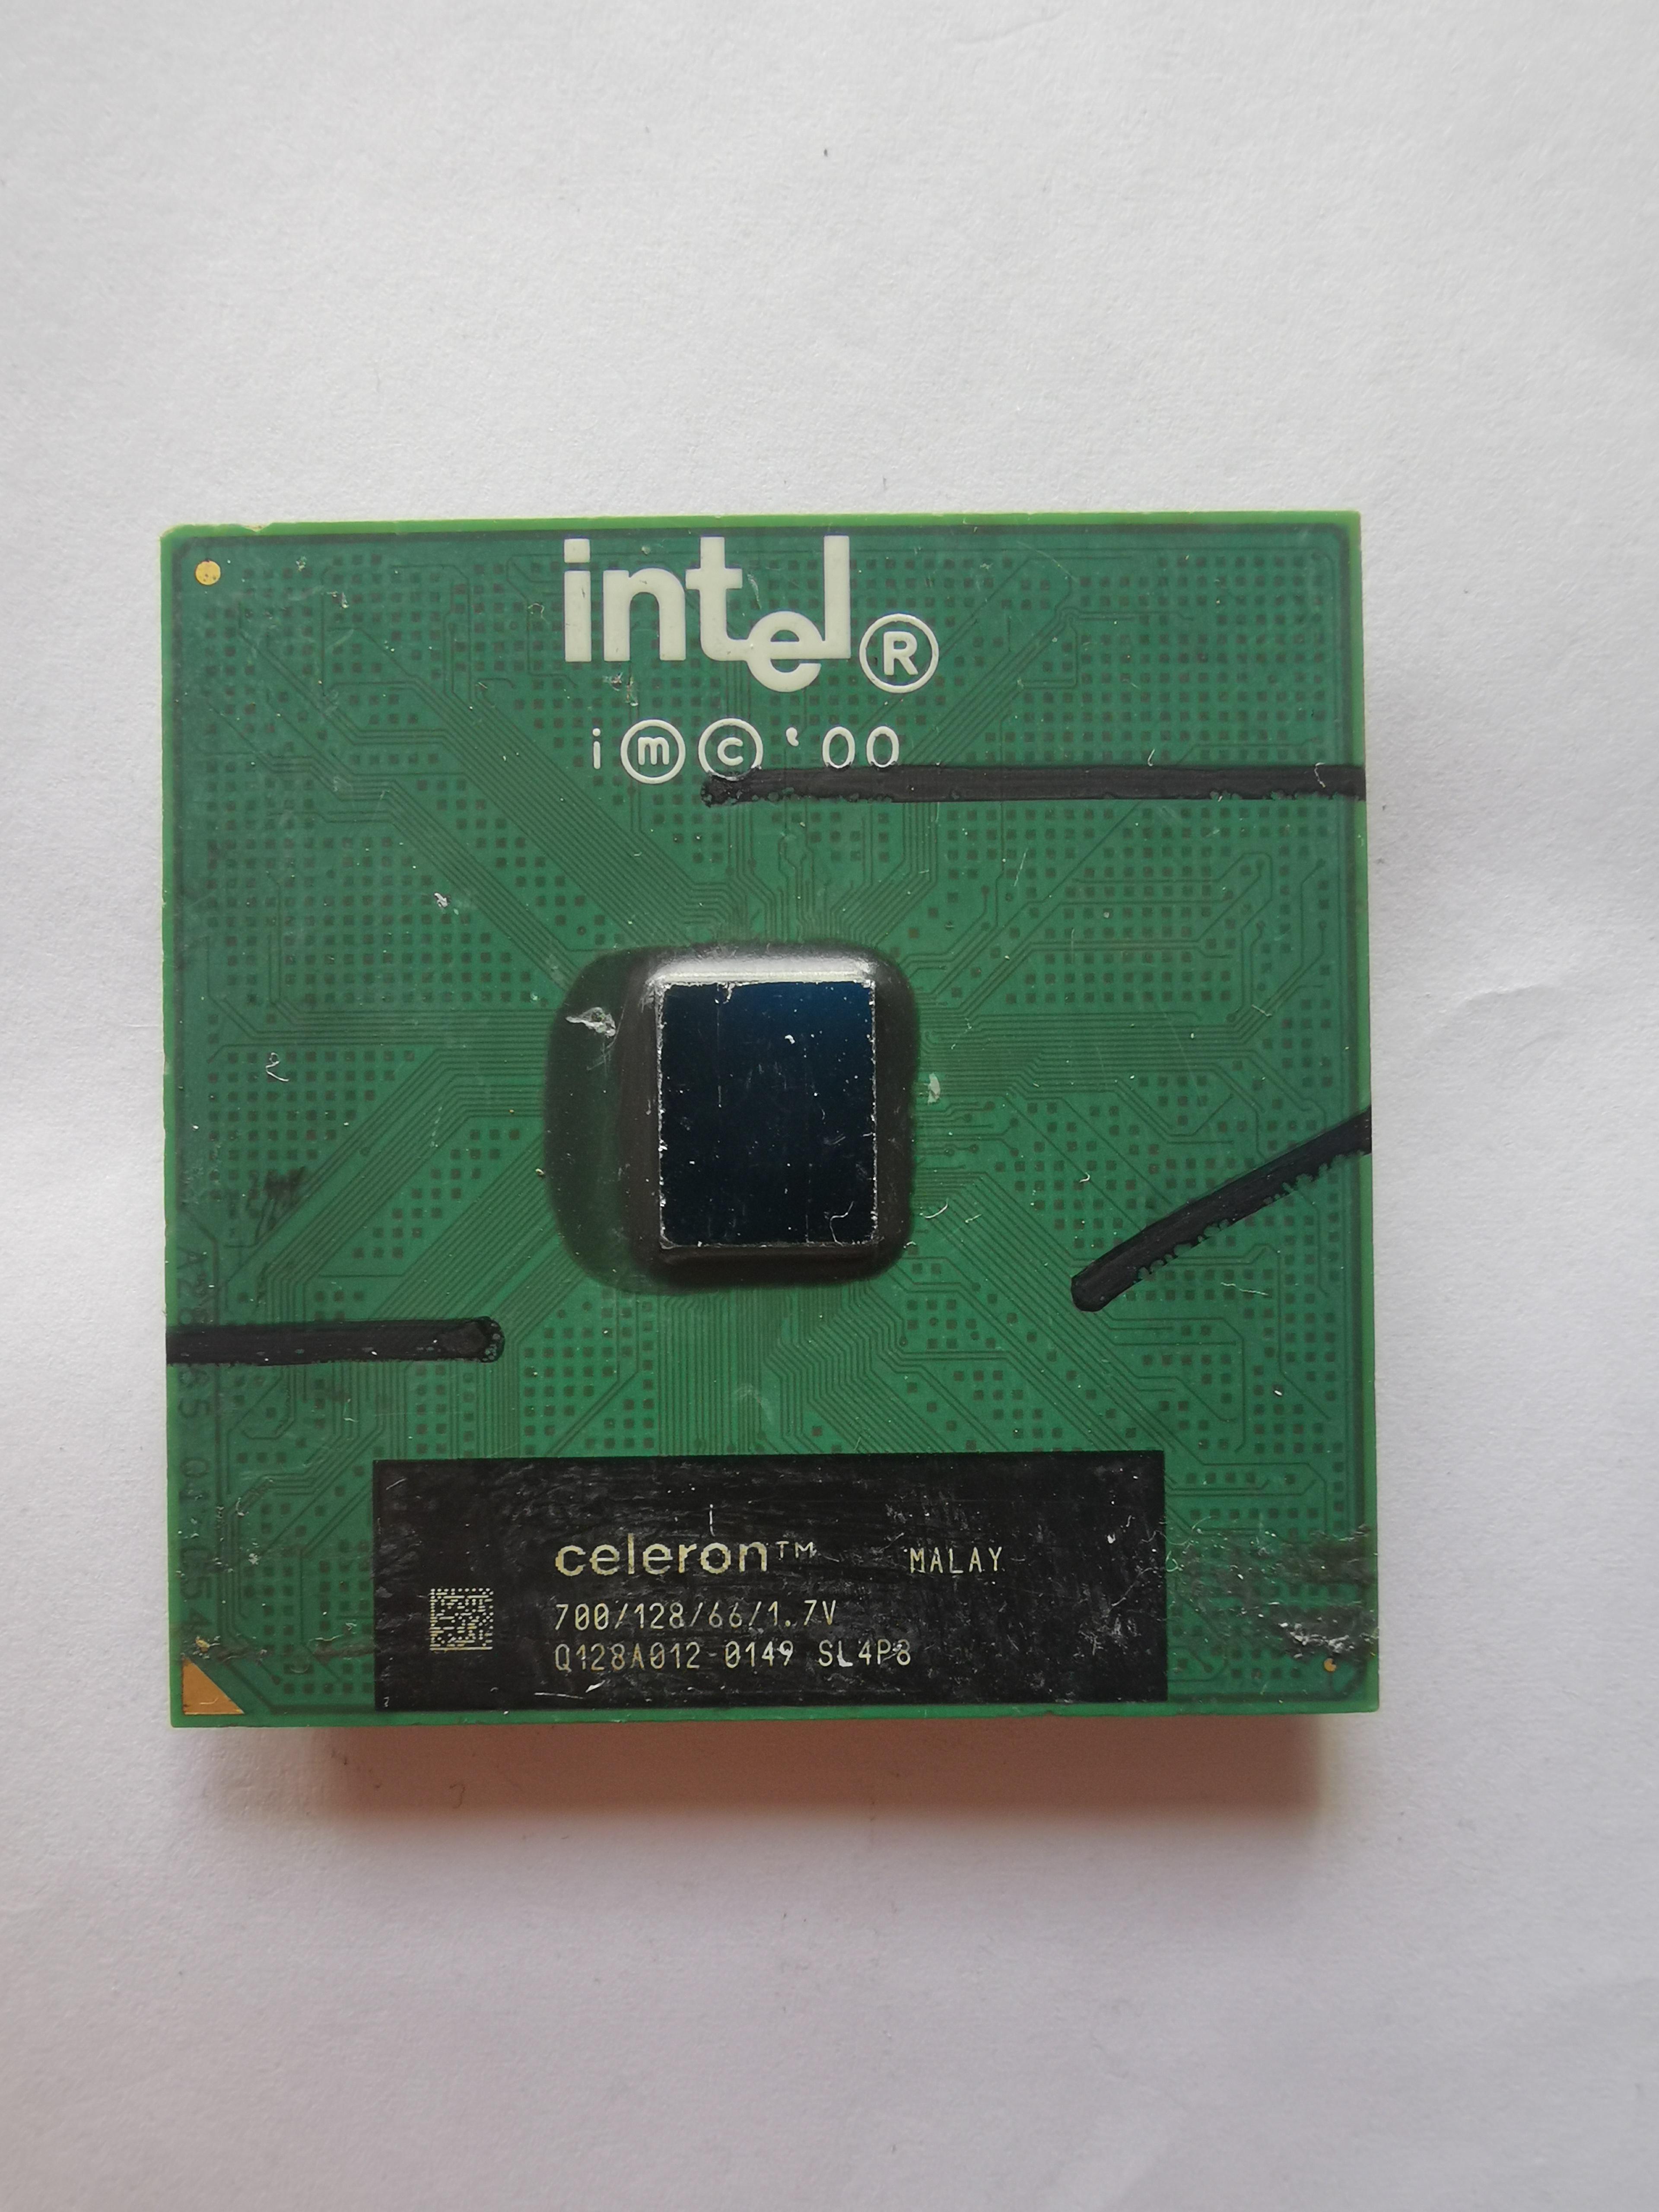 intel®
i ⓜ ⓒ '00
celeron™ MALAY
700/128/66/1.7V
Q128A012-0149 SL4P8